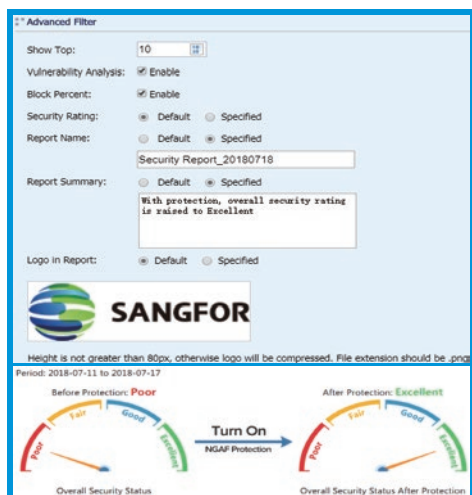 Advanced Filter
Show Top: 10
Vulnerability Analysis: Enable
Block Percent: Enable
Security Rating: Default Specified
Report Name: Default Specified
Security Report_20180718
Report Summary: Default Specified
With protection, overall security rating
is raised to Excellent
Logo in Report: Default Specified
SANGFOR
Height is not greater than 80px, otherwise logo will be compressed. File extension should be .png
Period: 2018-07-11 to 2018-07-17
Before Protection: Poor
After Protection: Excellent
Poor Fair Good Excellent
Turn On
NGAF Protection
Poor Fair Good Excellent
Overall Security Status
Overall Security Status After Protection